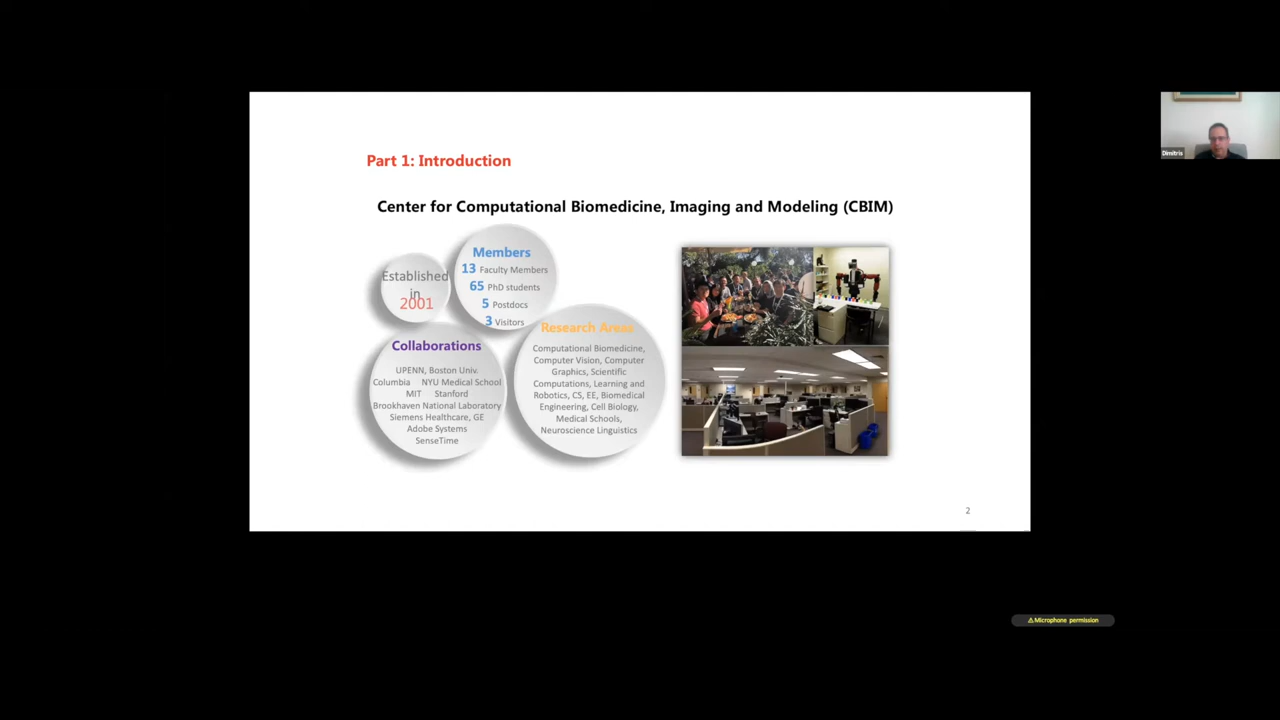 Part 1: Introduction
Center for Computational Biomedicine, Imaging and Modeling (CBIM)
Established
in
2001
Members
13 Faculty Members
65 PhD students
5 Postdocs
3 Visitors
Collaborations
UPENN, Boston Univ.
Columbia NYU Medical School
MIT Stanford
Brookhaven National Laboratory
Siemens Healthcare, GE
Adobe Systems
SenseTime
Research Areas
Computational Biomedicine,
Computer Vision, Computer
Graphics, Scientific
Computations, Learning and
Robotics, CS, EE, Biomedical
Engineering, Cell Biology,
Medical Schools,
Neuroscience Linguistics
2
Dimitris
⚠Microphone permission